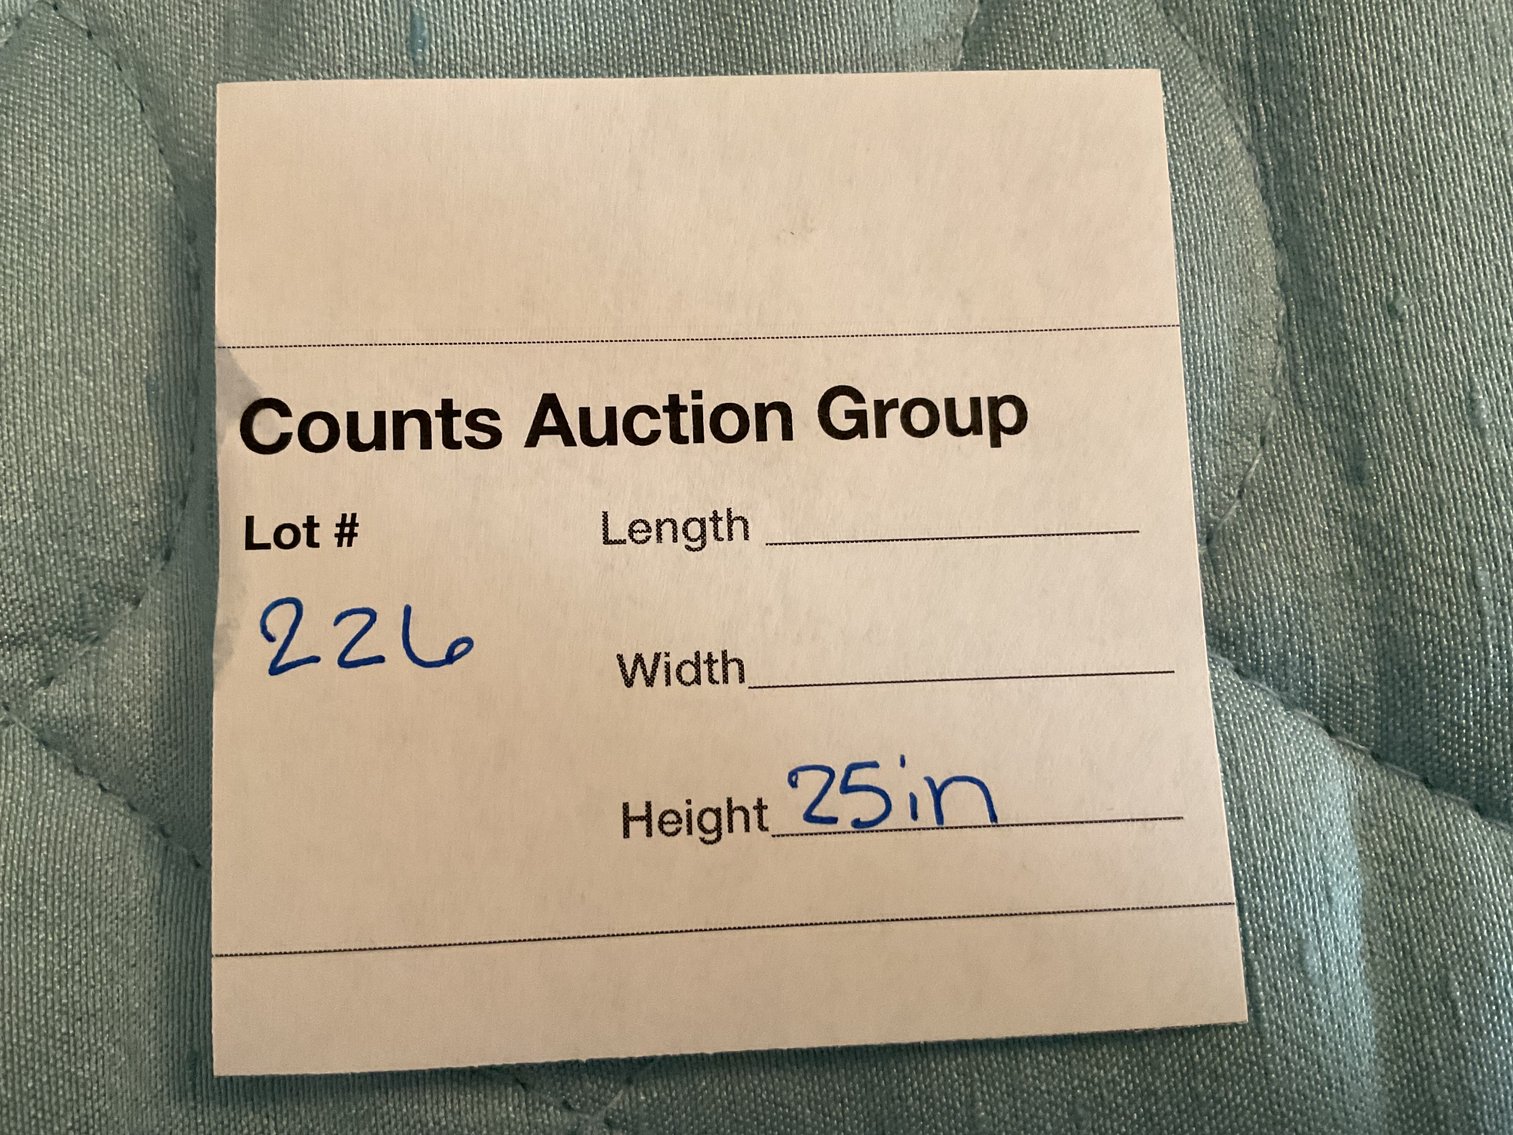 Counts Auction Group
Lot # Length
226
Width
Height 25in